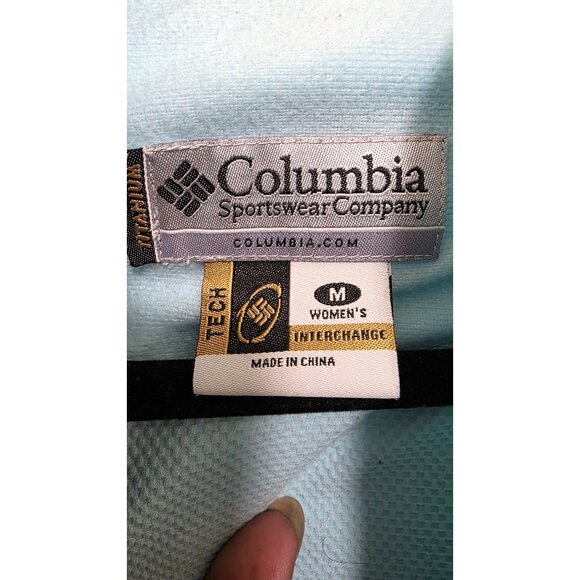 Columbia
Sportswear Company
COLUMBIA.COM
TITANIUM
TECH
M
WOMEN'S
INTERCHANGE
MADE IN CHINA